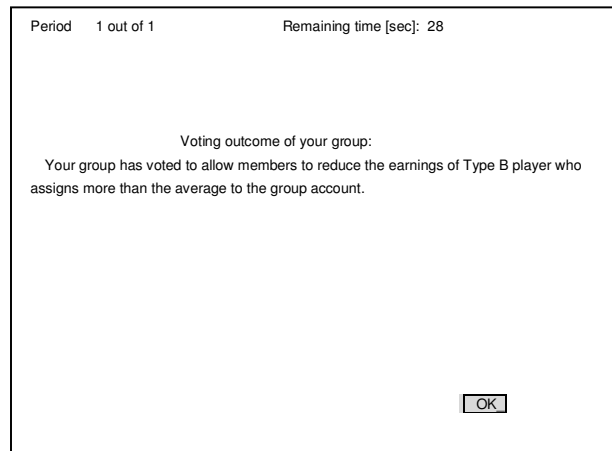 Period 1 out of 1 Remaining time [sec]: 28
Voting outcome of your group:
Your group has voted to allow members to reduce the earnings of Type B player who
assigns more than the average to the group account.
OK